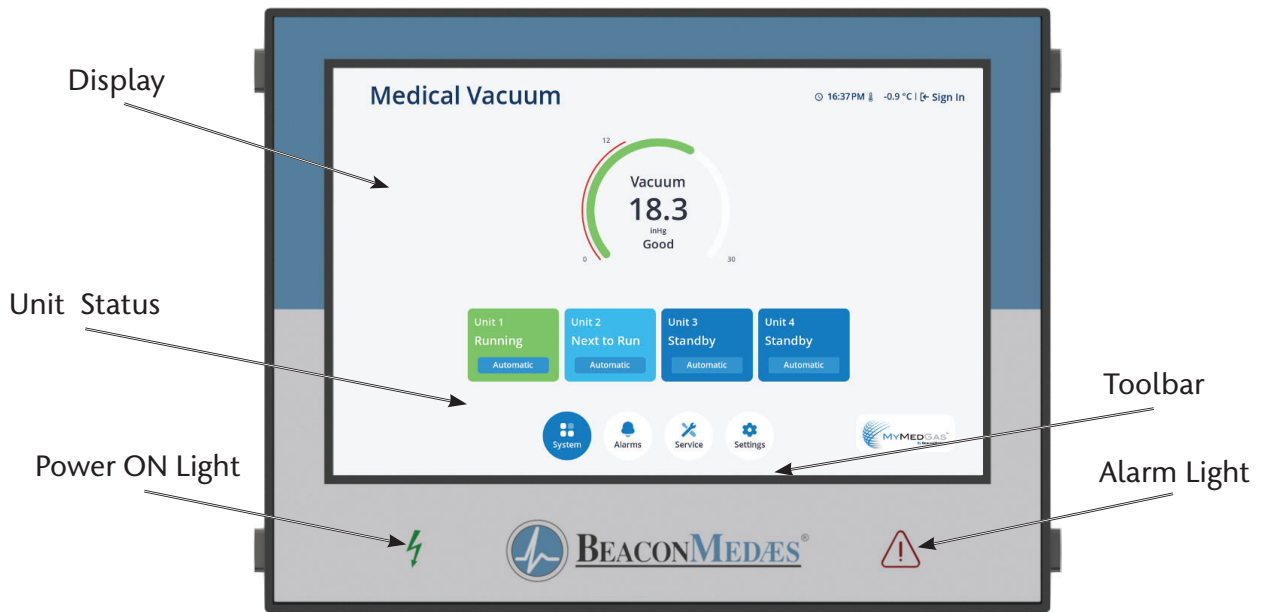 Display
Medical Vacuum
16:37PM -0.9 °C | Sign In
12
Vacuum
18.3
inHg
Good
0
30
Unit Status
Unit 1
Running
Automatic
Unit 2
Next to Run
Automatic
Unit 3
Standby
Automatic
Unit 4
Standby
Automatic
Toolbar
System
Alarms
Service
Settings
MYMEDGAS®
Power ON Light
Alarm Light
BEACONMEDÆS®